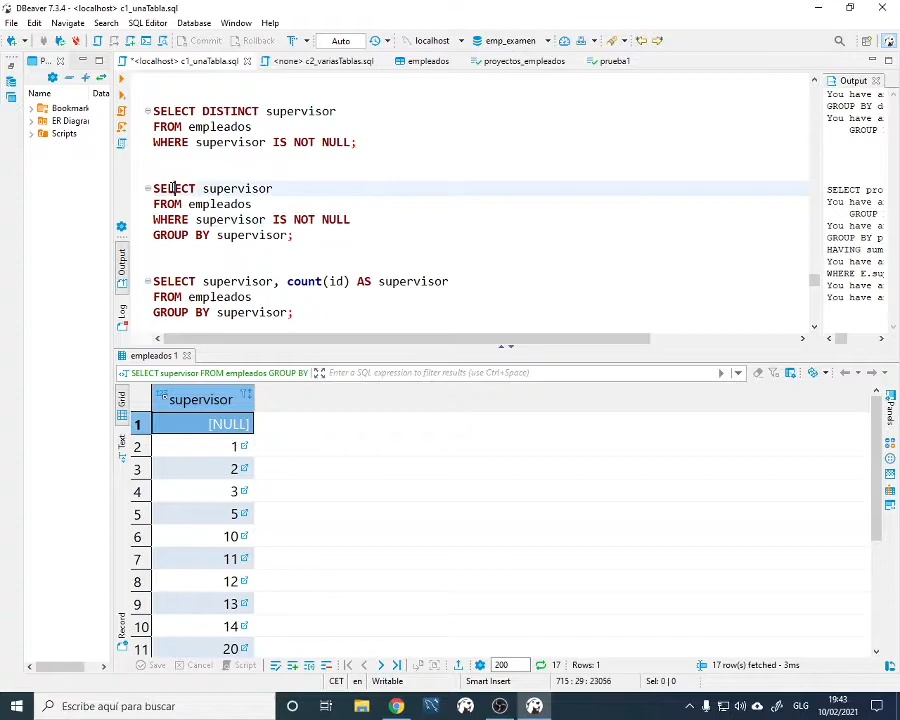 DBeaver 7.3.4 - <localhost> c1_unaTabla.sql
File Edit Navigate Search SQL Editor Database Window Help
Commit Rollback Auto localhost emp_examen
P... *<localhost> c1_unaTabla.sql <none> c2_variasTablas.sql empleados proyectos_empleados prueba1
Output
Name Data
Bookmark
ER Diagra
Scripts
SELECT DISTINCT supervisor
FROM empleados
WHERE supervisor IS NOT NULL;
SELECT supervisor
FROM empleados
WHERE supervisor IS NOT NULL
GROUP BY supervisor;
SELECT supervisor, count(id) AS supervisor
FROM empleados
GROUP BY supervisor;
Output
Log
You have a
GROUP BY d
You have a
GROUP
SELECT pro
You have a
GROUP
You have a
GROUP BY p
HAVING sum
You have a
WHERE E.su
You have a
You have a
empleados 1
SELECT supervisor FROM empleados GROUP BY Enter a SQL expression to filter results (use Ctrl+Space)
Grid
Text
Record
Panels
123 supervisor
1 [NULL]
2 1
3 2
4 3
5 5
6 10
7 11
8 12
9 13
10 14
11 20
Save Cancel Script 200 17 Rows: 1 17 row(s) fetched - 3ms
CET en Writable Smart Insert 715 : 29 : 23056 Sel: 0 | 0
Escribe aquí para buscar
GLG
19:43
10/02/2021